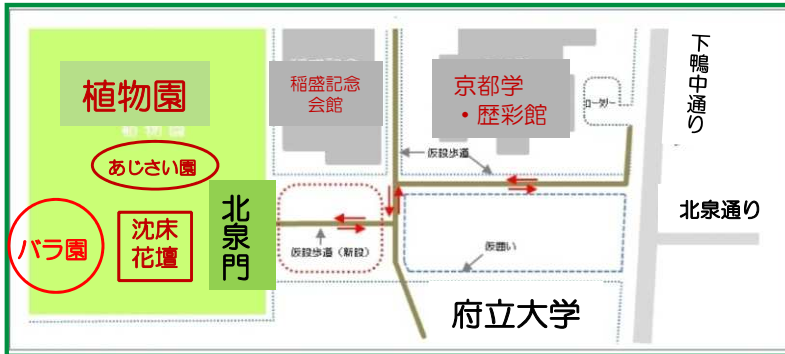 植物園
あじさい園
バラ園
沈床
花壇
北泉門
稲盛記念
会館
京都学
・歴彩館
ロータリー
仮設歩道
仮設歩道（新設）
仮囲い
府立大学
下鴨中通り
北泉通り